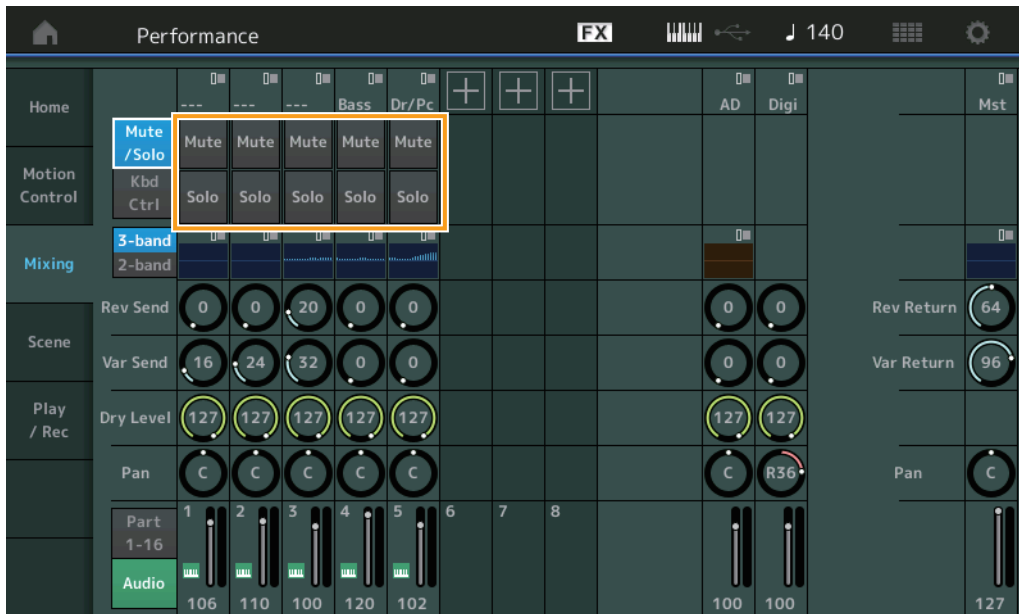 Performance FX 140
Home --- --- --- Bass Dr/Pc AD Digi Mst
Mute /Solo Mute Mute Mute Mute Mute
Motion Control Kbd Ctrl Solo Solo Solo Solo Solo
Mixing 3-band 2-band
Rev Send 0 0 20 0 0 0 0 Rev Return 64
Scene
Var Send 16 24 32 0 0 0 0 Var Return 96
Play / Rec Dry Level 127 127 127 127 127 127 127
Pan C C C C C C R36 Pan C
Part 1-16 1 2 3 4 5 6 7 8
Audio
106 110 100 120 102 100 100 127